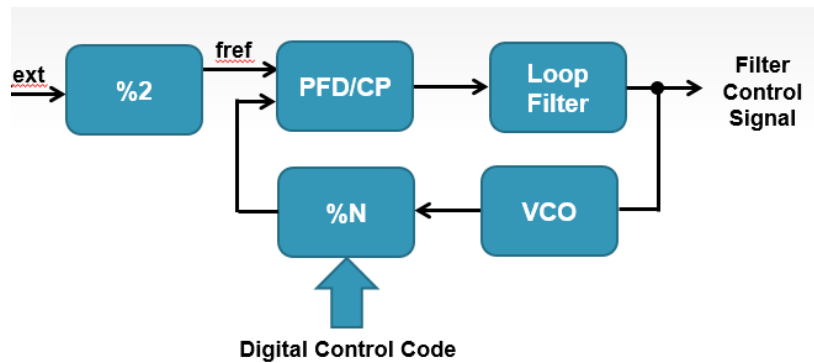 ext
%2
fref
PFD/CP
Loop
Filter
Filter
Control
Signal
%N
VCO
Digital Control Code